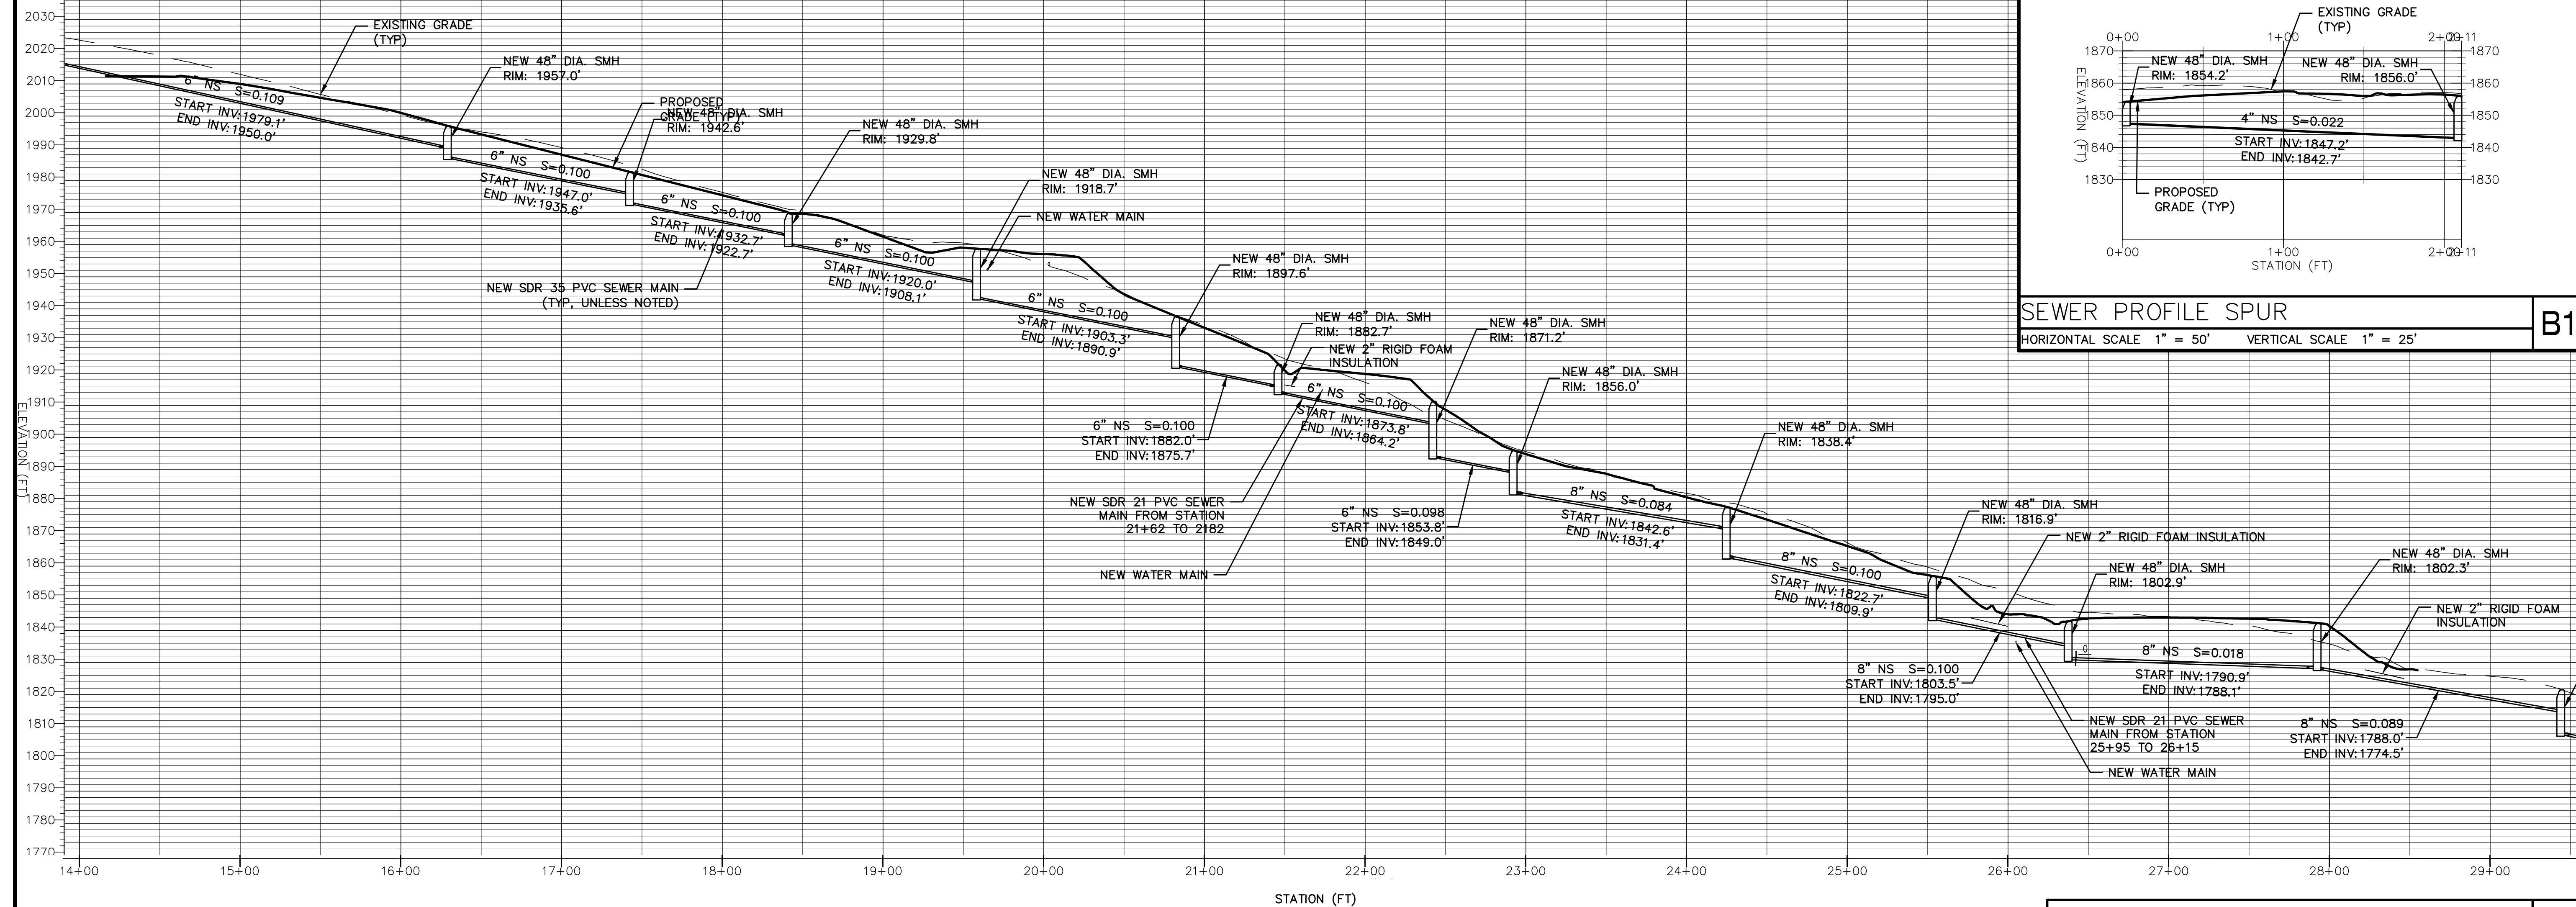 2030
2020
2010
2000
1990
1980
1970
1960
1950
1940
1930
1920
1910
1900
1890
1880
1870
1860
1850
1840
1830
1820
1810
1800
1790
1780
1770
ELEVATION (FT)
EXISTING GRADE
(TYP)
6" NS S=0.109
START INV:1979.1'
END INV:1950.0'
NEW 48" DIA. SMH
RIM: 1957.0'
6" NS S=0.100
START INV:1947.0'
END INV:1935.6'
PROPOSED
GRADE (TYP)
NEW 48" DIA. SMH
RIM: 1942.6'
6" NS S=0.100
START INV:1932.7'
END INV:1922.7'
NEW SDR 35 PVC SEWER MAIN
(TYP, UNLESS NOTED)
NEW 48" DIA. SMH
RIM: 1929.8'
6" NS S=0.100
START INV:1920.0'
END INV:1908.1'
NEW 48" DIA. SMH
RIM: 1918.7'
NEW WATER MAIN
6" NS S=0.100
START INV:1903.3'
END INV:1890.9'
NEW 48" DIA. SMH
RIM: 1897.6'
6" NS S=0.100
START INV:1882.0'
END INV:1875.7'
NEW 48" DIA. SMH
RIM: 1882.7'
NEW 2" RIGID FOAM
INSULATION
6" NS S=0.100
START INV:1873.8'
END INV:1864.2'
NEW SDR 21 PVC SEWER
MAIN FROM STATION
21+62 TO 2182
NEW WATER MAIN
NEW 48" DIA. SMH
RIM: 1871.2'
6" NS S=0.098
START INV:1853.8'
END INV:1849.0'
NEW 48" DIA. SMH
RIM: 1856.0'
8" NS S=0.084
START INV:1842.6'
END INV:1831.4'
NEW 48" DIA. SMH
RIM: 1838.4'
8" NS S=0.100
START INV:1822.7'
END INV:1809.9'
NEW 48" DIA. SMH
RIM: 1816.9'
NEW 2" RIGID FOAM INSULATION
8" NS S=0.100
START INV:1803.5'
END INV:1795.0'
NEW 48" DIA. SMH
RIM: 1802.9'
0
8" NS S=0.018
START INV:1790.9'
END INV:1788.1'
NEW SDR 21 PVC SEWER
MAIN FROM STATION
25+95 TO 26+15
NEW WATER MAIN
NEW 48" DIA. SMH
RIM: 1802.3'
NEW 2" RIGID FOAM
INSULATION
8" NS S=0.089
START INV:1788.0'
END INV:1774.5'
14+00 15+00 16+00 17+00 18+00 19+00 20+00 21+00 22+00 23+00 24+00 25+00 26+00 27+00 28+00 29+00
STATION (FT)
EXISTING GRADE
(TYP)
0+00 1+00 2+00 2+11
1870
1860
1850
1840
1830
ELEVATION (FT)
1870
1860
1850
1840
1830
NEW 48" DIA. SMH
RIM: 1854.2'
NEW 48" DIA. SMH
RIM: 1856.0'
4" NS S=0.022
START INV:1847.2'
END INV:1842.7'
PROPOSED
GRADE (TYP)
0+00 1+00 2+00 2+11
STATION (FT)
SEWER PROFILE SPUR
B1
HORIZONTAL SCALE 1" = 50' VERTICAL SCALE 1" = 25'